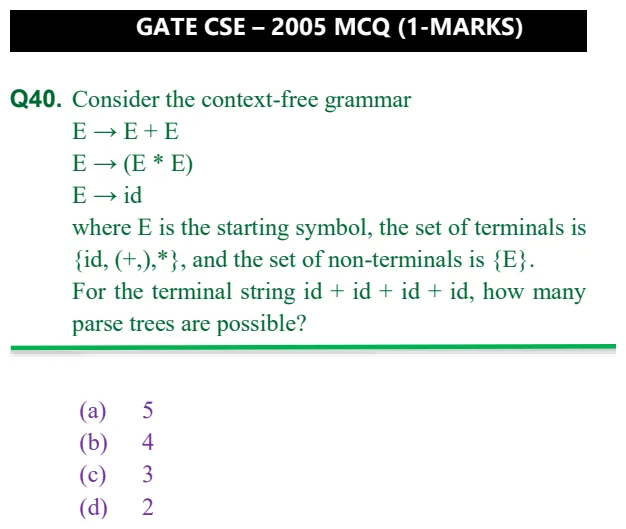 GATE CSE – 2005 MCQ (1-MARKS)
Q40. Consider the context-free grammar
E → E + E
E → (E * E)
E → id
where E is the starting symbol, the set of terminals is
{id, (+,),*}, and the set of non-terminals is {E}.
For the terminal string id + id + id + id, how many
parse trees are possible?
(a) 5
(b) 4
(c) 3
(d) 2